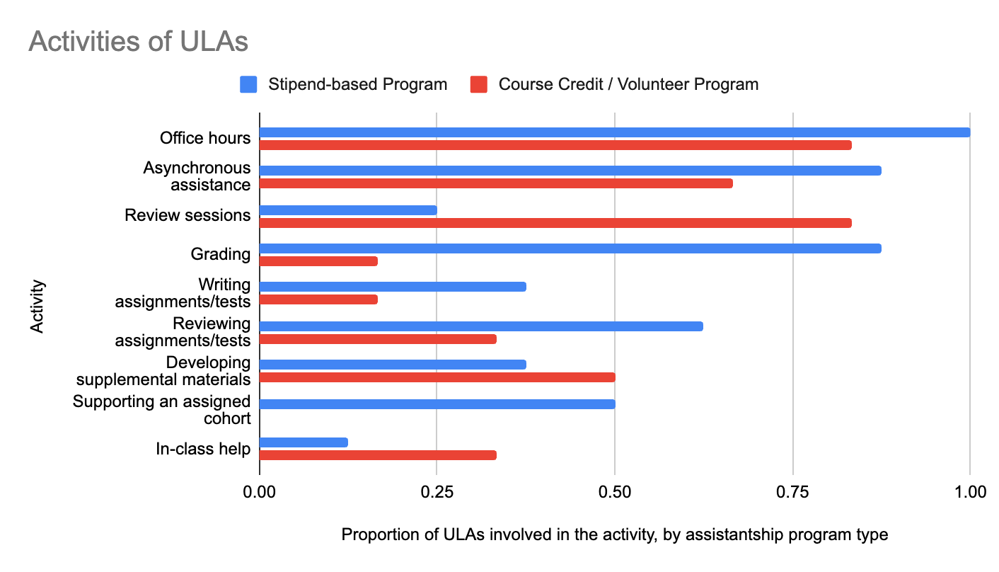 Activities of ULAs
Stipend-based Program
Course Credit / Volunteer Program
Office hours
Asynchronous
assistance
Review sessions
Grading
Writing
assignments/tests
Reviewing
assignments/tests
Developing
supplemental materials
Supporting an assigned
cohort
In-class help
Activity
0.00 0.25 0.50 0.75 1.00
Proportion of ULAs involved in the activity, by assistantship program type